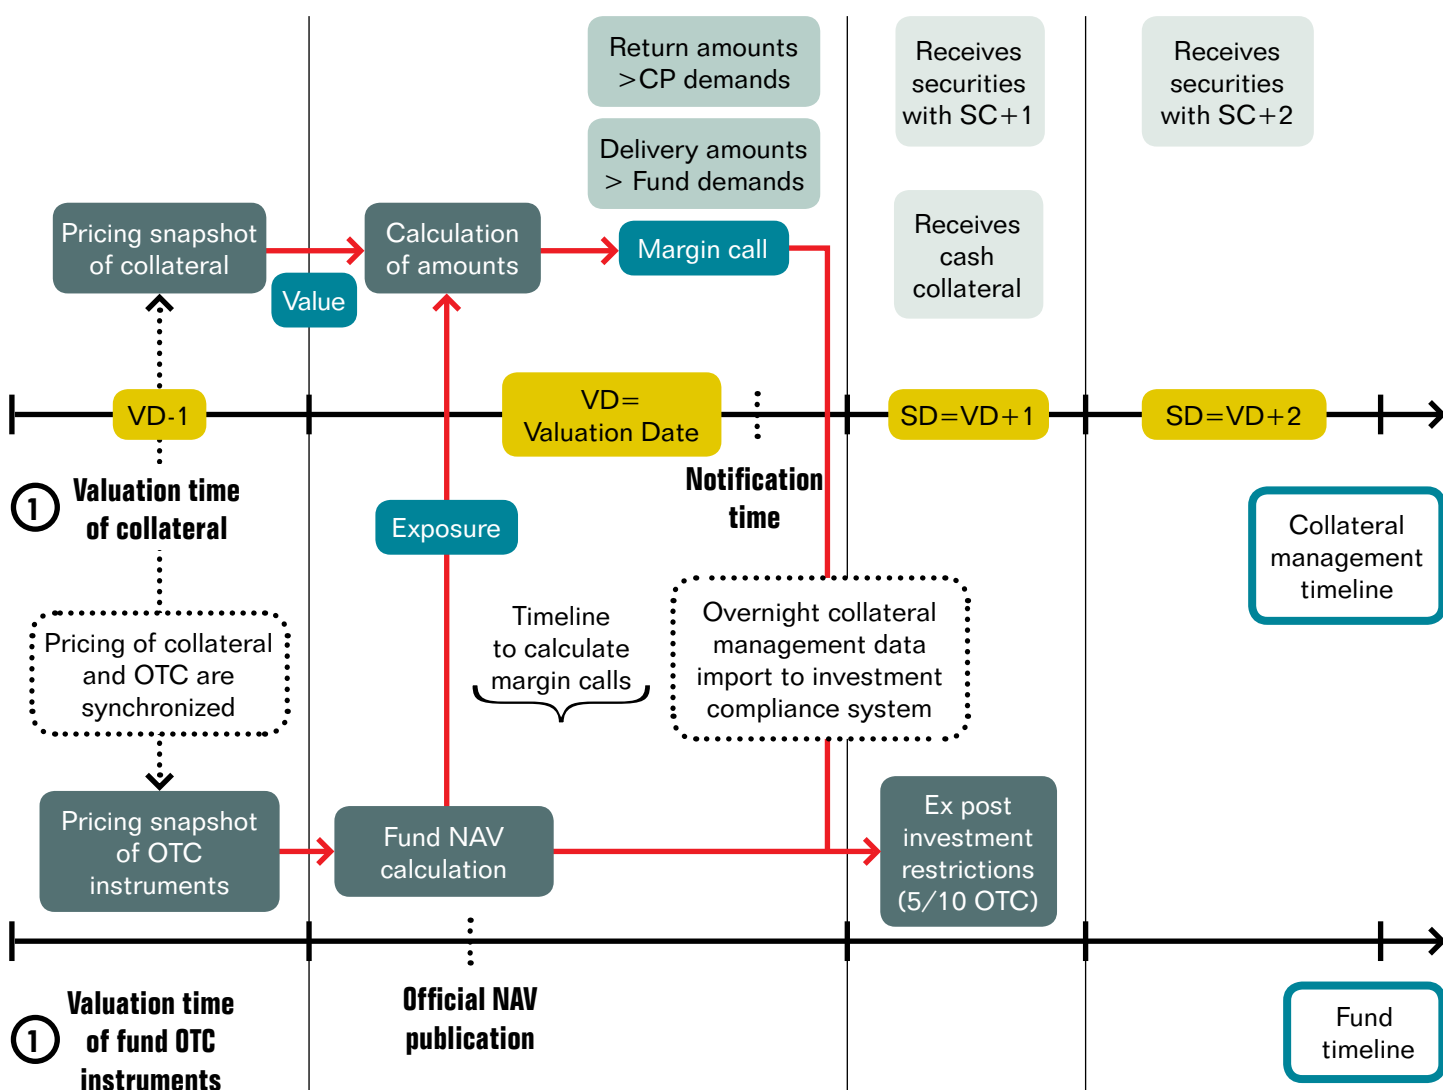 Return amounts
>CP demands
Receives
securities
with SC+1
Receives
securities
with SC+2
Delivery amounts
> Fund demands
Pricing snapshot
of collateral
Value
Calculation
of amounts
Margin call
Receives
cash
collateral
VD-1
VD=
Valuation Date
SD=VD+1
SD=VD+2
1
Valuation time
of collateral
Exposure
Notification
time
Collateral
management
timeline
Pricing of collateral
and OTC are
synchronized
Timeline
to calculate
margin calls
Overnight collateral
management data
import to investment
compliance system
Pricing snapshot
of OTC
instruments
Fund NAV
calculation
Ex post
investment
restrictions
(5/10 OTC)
1
Valuation time
of fund OTC
instruments
Official NAV
publication
Fund
timeline